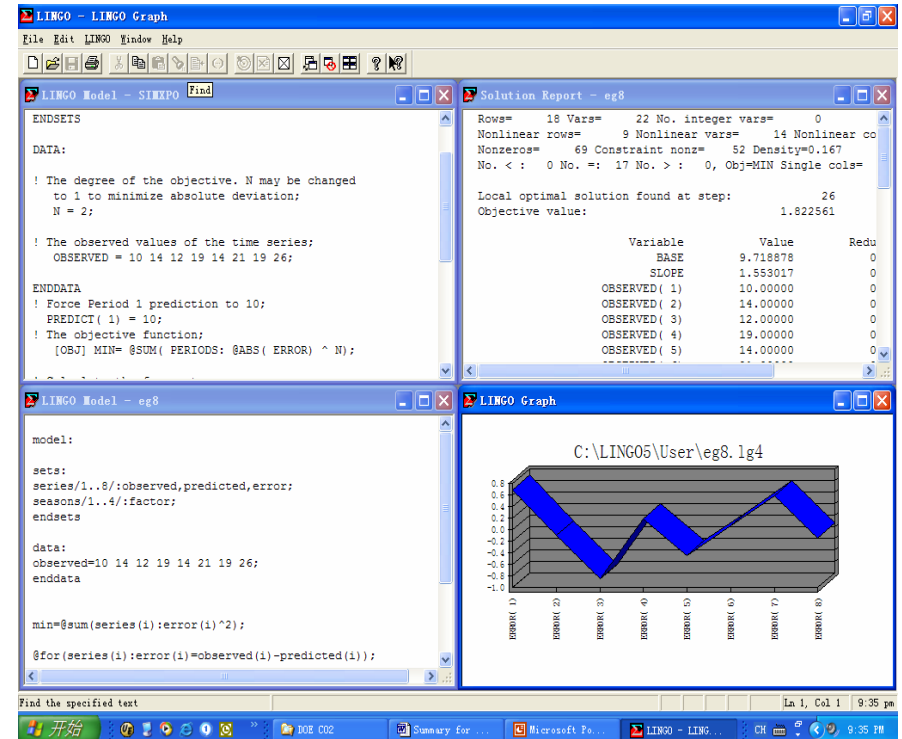 LINGO - LINGO Graph
File Edit LINGO Window Help
Find
LINGO Model - SIMXPO
ENDSETS
DATA:
! The degree of the objective. N may be changed
to 1 to minimize absolute deviation;
N = 2;
! The observed values of the time series;
OBSERVED = 10 14 12 19 14 21 19 26;
ENDDATA
! Force Period 1 prediction to 10;
PREDICT( 1) = 10;
! The objective function;
[OBJ] MIN= @SUM( PERIODS: @ABS( ERROR) ^ N);
Solution Report - eg8
Rows= 18 Vars= 22 No. integer vars= 0
Nonlinear rows= 9 Nonlinear vars= 14 Nonlinear co
Nonzeros= 69 Constraint nonz= 52 Density=0.167
No. < : 0 No. =: 17 No. > : 0, Obj=MIN Single cols=
Local optimal solution found at step: 26
Objective value: 1.822561
Variable Value Redu
BASE 9.718878 0
SLOPE 1.553017 0
OBSERVED( 1) 10.00000 0
OBSERVED( 2) 14.00000 0
OBSERVED( 3) 12.00000 0
OBSERVED( 4) 19.00000 0
OBSERVED( 5) 14.00000 0
LINGO Model - eg8
model:
sets:
series/1..8/:observed,predicted,error;
seasons/1..4/:factor;
endsets
data:
observed=10 14 12 19 14 21 19 26;
enddata
min=@sum(series(i):error(i)^2);
@for(series(i):error(i)=observed(i)-predicted(i));
LINGO Graph
C:\LINGO5\User\eg8.lg4
0.8
0.6
0.4
0.2
0.0
-0.2
-0.4
-0.6
-0.8
-1.0
ERROR( 1)
ERROR( 2)
ERROR( 3)
ERROR( 4)
ERROR( 5)
ERROR( 6)
ERROR( 7)
ERROR( 8)
Find the specified text
Ln 1, Col 1
9:35 pm
开始
DOE CO2
Summary for ...
Microsoft Po...
LINGO - LING...
CH
9:35 PM